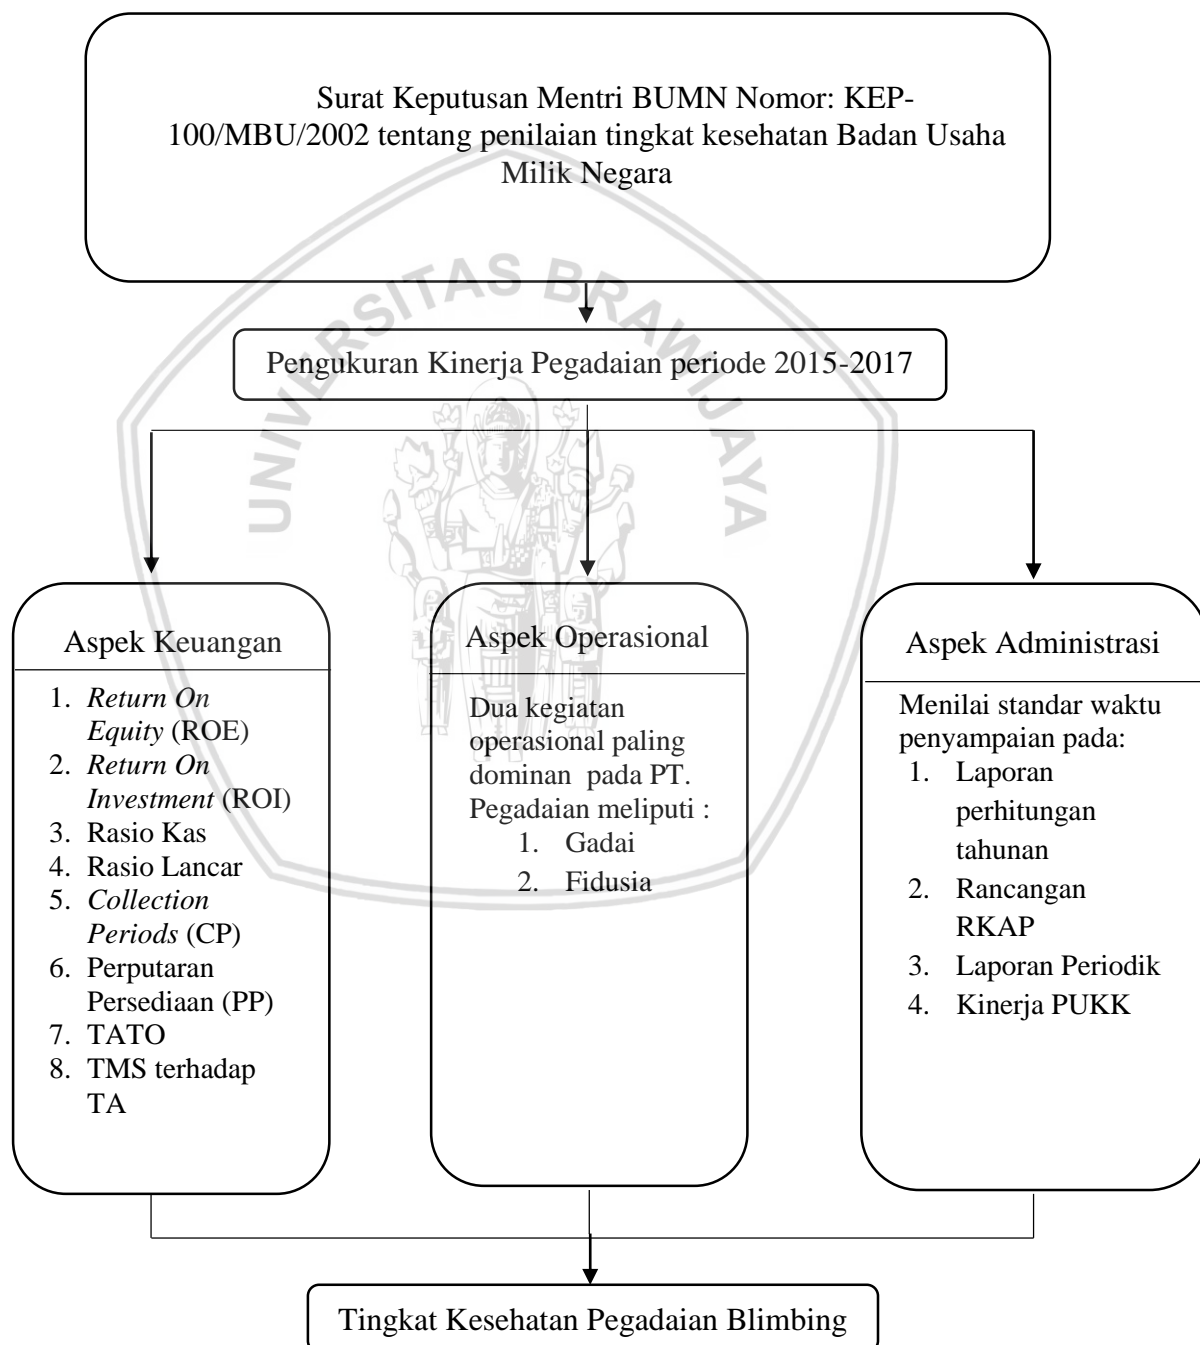 Surat Keputusan Mentri BUMN Nomor: KEP-
100/MBU/2002 tentang penilaian tingkat kesehatan Badan Usaha
Milik Negara
UNIVERSITAS BRAWIJAYA
Pengukuran Kinerja Pegadaian periode 2015-2017
Aspek Keuangan
1. Return On
Equity (ROE)
2. Return On
Investment (ROI)
3. Rasio Kas
4. Rasio Lancar
5. Collection
Periods (CP)
6. Perputaran
Persediaan (PP)
7. TATO
8. TMS terhadap
TA
Aspek Operasional
Dua kegiatan
operasional paling
dominan pada PT.
Pegadaian meliputi :
1. Gadai
2. Fidusia
Aspek Administrasi
Menilai standar waktu
penyampaian pada:
1. Laporan
perhitungan
tahunan
2. Rancangan
RKAP
3. Laporan Periodik
4. Kinerja PUKK
Tingkat Kesehatan Pegadaian Blimbing